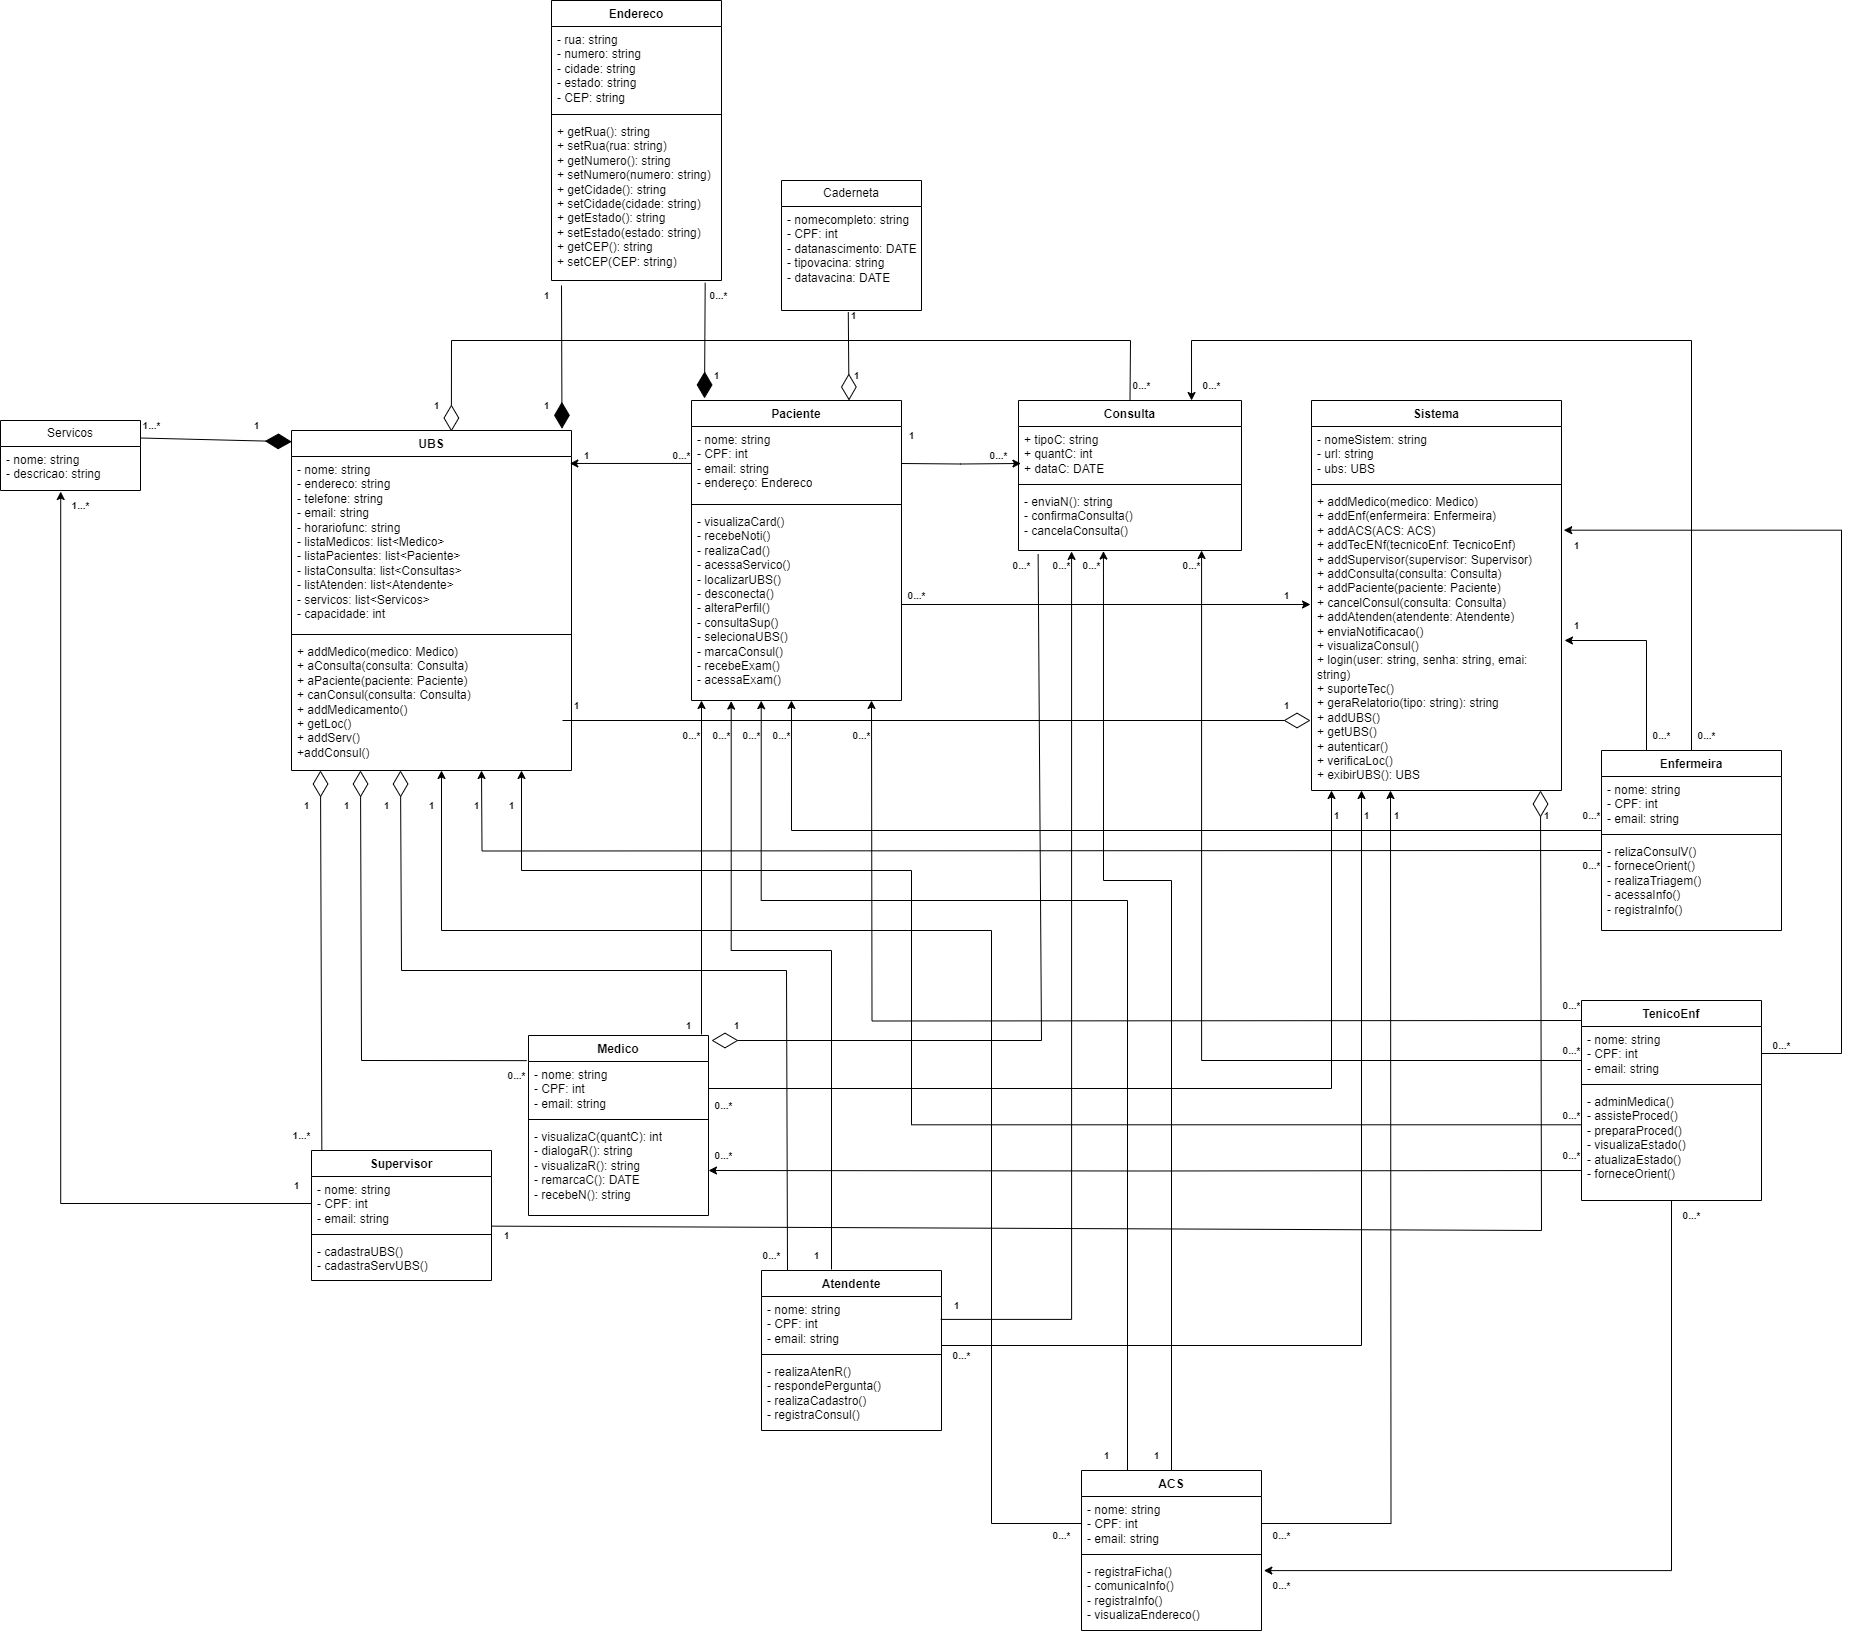 Endereco
- rua: string
- numero: string
- cidade: string
- estado: string
- CEP: string
+ getRua(): string
+ setRua(rua: string)
+ getNumero(): string
+ setNumero(numero: string)
+ getCidade(): string
+ setCidade(cidade: string)
+ getEstado(): string
+ setEstado(estado: string)
+ getCEP(): string
+ setCEP(CEP: string)
1
0...*
Caderneta
- nomecompleto: string
- CPF: int
- datanascimento: DATE
- tipovacina: string
- datavacina: DATE
1
1
1
1
1
0...*
0...*
Servicos
- nome: string
- descricao: string
1...*
1
1...*
UBS
- nome: string
- endereco: string
- telefone: string
- email: string
- horariofunc: string
- listaMedicos: list<Medico>
- listaPacientes: list<Paciente>
- listaConsulta: list<Consultas>
- listAtenden: list<Atendente>
- servicos: list<Servicos>
- capacidade: int
+ addMedico(medico: Medico)
+ aConsulta(consulta: Consulta)
+ aPaciente(paciente: Paciente)
+ canConsul(consulta: Consulta)
+ addMedicamento()
+ getLoc()
+ addServ()
+addConsul()
1
0...*
1
1
1
1
1
1
1
Paciente
- nome: string
- CPF: int
- email: string
- endereço: Endereco
- visualizaCard()
- recebeNoti()
- realizaCad()
- acessaServico()
- localizarUBS()
- desconecta()
- alteraPerfil()
- consultaSup()
- selecionaUBS()
- marcaConsul()
- recebeExam()
- acessaExam()
1
0...*
0...*
1
1
0...*
0...*
0...*
0...*
0...*
Consulta
+ tipoC: string
+ quantC: int
+ dataC: DATE
- enviaN(): string
- confirmaConsulta()
- cancelaConsulta()
0...*
0...*
0...*
0...*
Sistema
- nomeSistem: string
- url: string
- ubs: UBS
+ addMedico(medico: Medico)
+ addEnf(enfermeira: Enfermeira)
+ addACS(ACS: ACS)
+ addTecENf(tecnicoEnf: TecnicoEnf)
+ addSupervisor(supervisor: Supervisor)
+ addConsulta(consulta: Consulta)
+ addPaciente(paciente: Paciente)
+ cancelConsul(consulta: Consulta)
+ addAtenden(atendente: Atendente)
+ enviaNotificacao()
+ visualizaConsul()
+ login(user: string, senha: string, emai:
string)
+ suporteTec()
+ geraRelatorio(tipo: string): string
+ addUBS()
+ getUBS()
+ autenticar()
+ verificaLoc()
+ exibirUBS(): UBS
1
1
1
1
1
1
0...*
0...*
Enfermeira
- nome: string
- CPF: int
- email: string
- relizaConsulV()
- forneceOrient()
- realizaTriagem()
- acessaInfo()
- registraInfo()
0...*
0...*
TenicoEnf
- nome: string
- CPF: int
- email: string
- adminMedica()
- assisteProced()
- preparaProced()
- visualizaEstado()
- atualizaEstado()
- forneceOrient()
0...*
0...*
0...*
0...*
0...*
0...*
1
1
Medico
- nome: string
- CPF: int
- email: string
- visualizaC(quantC): int
- dialogaR(): string
- visualizaR(): string
- remarcaC(): DATE
- recebeN(): string
0...*
0...*
0...*
1...*
1
Supervisor
- nome: string
- CPF: int
- email: string
- cadastraUBS()
- cadastraServUBS()
1
0...*
1
Atendente
- nome: string
- CPF: int
- email: string
- realizaAtenR()
- respondePergunta()
- realizaCadastro()
- registraConsul()
1
0...*
1
1
ACS
- nome: string
- CPF: int
- email: string
- registraFicha()
- comunicaInfo()
- registraInfo()
- visualizaEndereco()
0...*
0...*
0...*